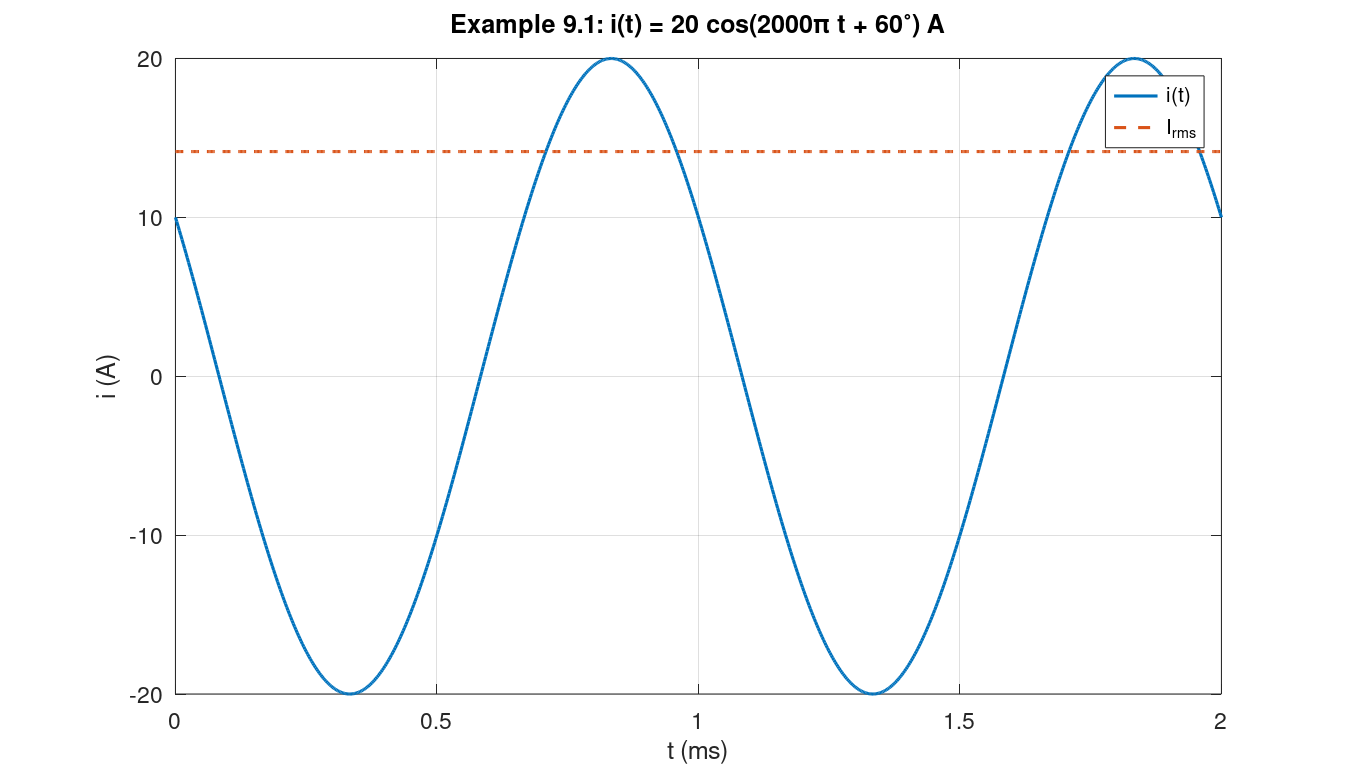 Example 9.1: i(t) = 20 cos(2000π t + 60°) A
20
10
0
-10
-20
i (A)
i(t)
Irms
0
0.5
1
1.5
2
t (ms)